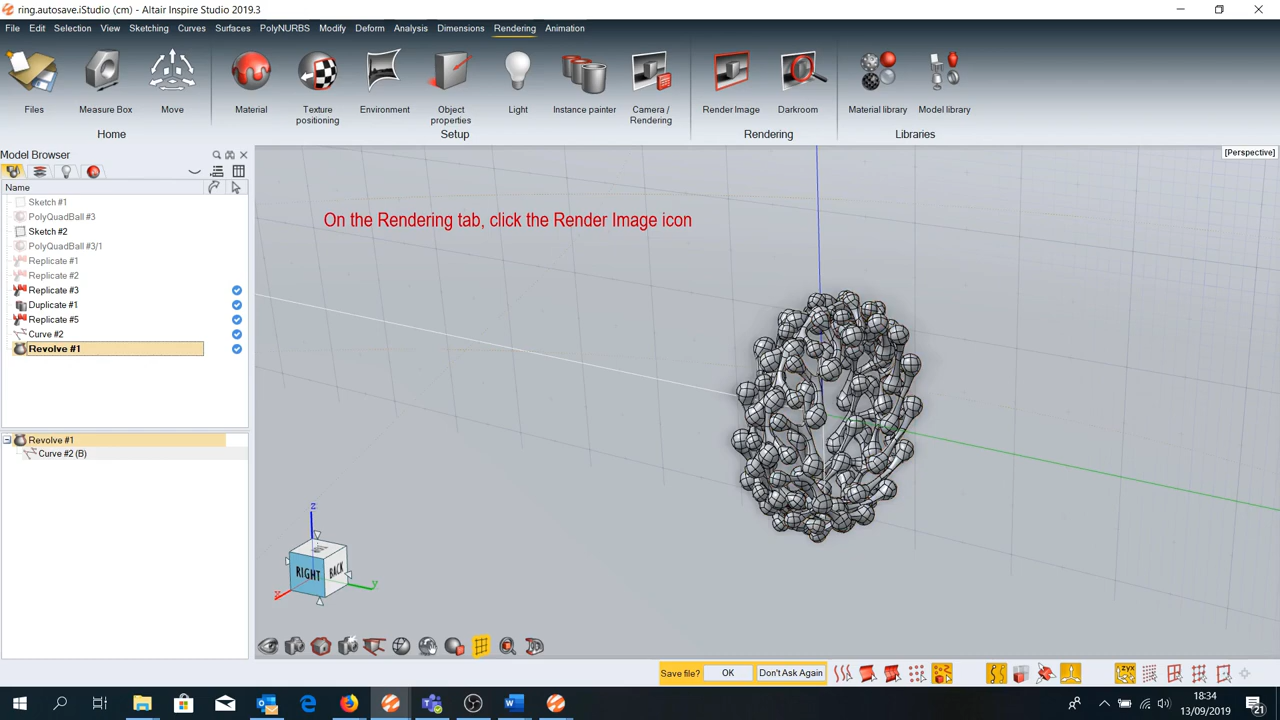 ring.autosave.iStudio (cm) - Altair Inspire Studio 2019.3
File Edit Selection View Sketching Curves Surfaces PolyNURBS Modify Deform Analysis Dimensions Rendering Animation
Files Measure Box Move Material Texture positioning Environment Object properties Light Instance painter Camera / Rendering Render Image Darkroom Material library Model library
Home Setup Rendering Libraries
Model Browser
[Perspective]
Name
Sketch #1
PolyQuadBall #3
Sketch #2
PolyQuadBall #3/1
Replicate #1
Replicate #2
Replicate #3
Duplicate #1
Replicate #5
Curve #2
Revolve #1
On the Rendering tab, click the Render Image icon
Revolve #1
Curve #2 (B)
z
RIGHT BACK
x y
Save file? OK Don't Ask Again
zyx
18:34
13/09/2019
21